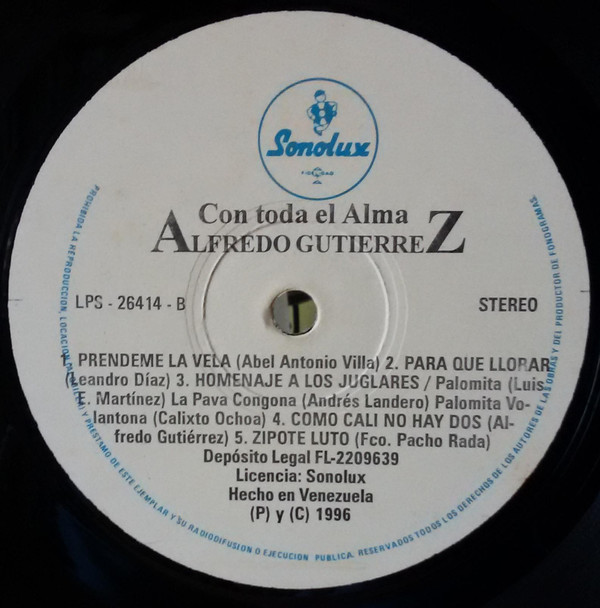 Sonolux
FIDELIDAD
Con toda el Alma
ALFREDO GUTIERREZ
LPS - 26414 - B
STEREO
1. PRENDEME LA VELA (Abel Antonio Villa) 2. PARA QUE LLORAR
(Leandro Díaz) 3. HOMENAJE A LOS JUGLARES / Palomita (Luis
E. Martínez) La Pava Congona (Andrés Landero) Palomita Vo-
lantona (Calixto Ochoa) 4. COMO CALI NO HAY DOS (Al-
fredo Gutiérrez) 5. ZIPOTE LUTO (Fco. Pacho Rada)
Depósito Legal FL-2209639
Licencia: Sonolux
Hecho en Venezuela
(P) y (C) 1996
PROHIBIDA LA REPRODUCCION, LOCACION, Y PRESTAMO DE ESTE EJEMPLAR Y SU RADIODIFUSION O EJECUCION PUBLICA. RESERVADOS TODOS LOS DERECHOS DE LOS AUTORES DE LAS OBRAS Y DEL PRODUCTOR DE FONOGRAMAS.